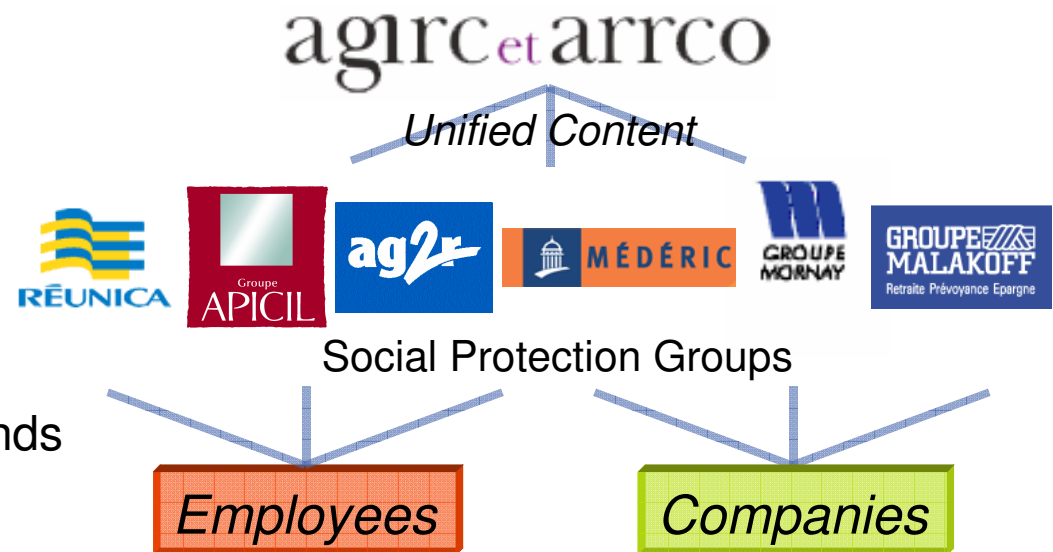 agirc et arrco
Unified Content
RÉUNICA
Groupe
APICIL
ag2r
MÉDÉRIC
GROUPE
MORNAY
GROUPE
MALAKOFF
Retraite Prévoyance Epargne
Social Protection Groups
nds
Employees
Companies